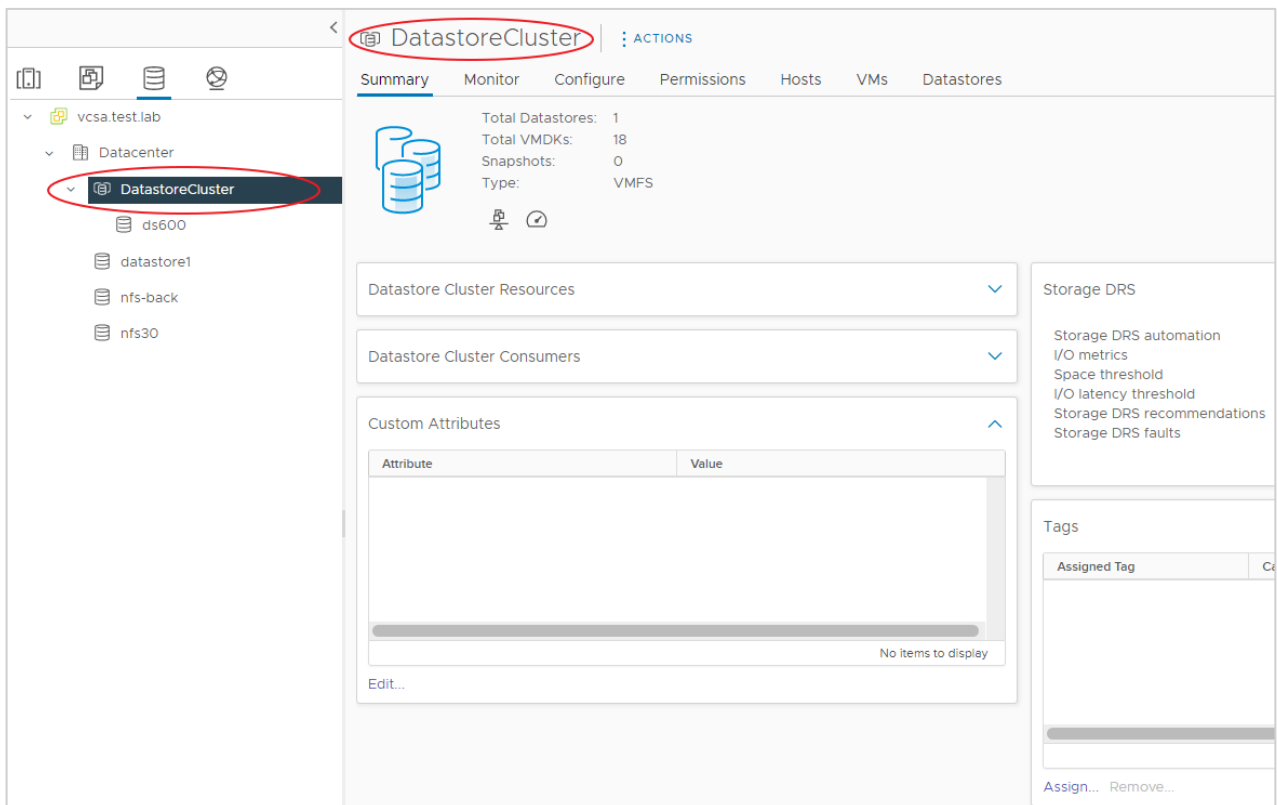 DatastoreCluster
ACTIONS
Summary Monitor Configure Permissions Hosts VMs Datastores
vcsa.test.lab
Datacenter
DatastoreCluster
ds600
datastore1
nfs-back
nfs30
Total Datastores: 1
Total VMDKs: 18
Snapshots: 0
Type: VMFS
Datastore Cluster Resources
Datastore Cluster Consumers
Custom Attributes
Attribute Value
No items to display
Edit...
Storage DRS
Storage DRS automation
I/O metrics
Space threshold
I/O latency threshold
Storage DRS recommendations
Storage DRS faults
Tags
Assigned Tag
Assign... Remove...